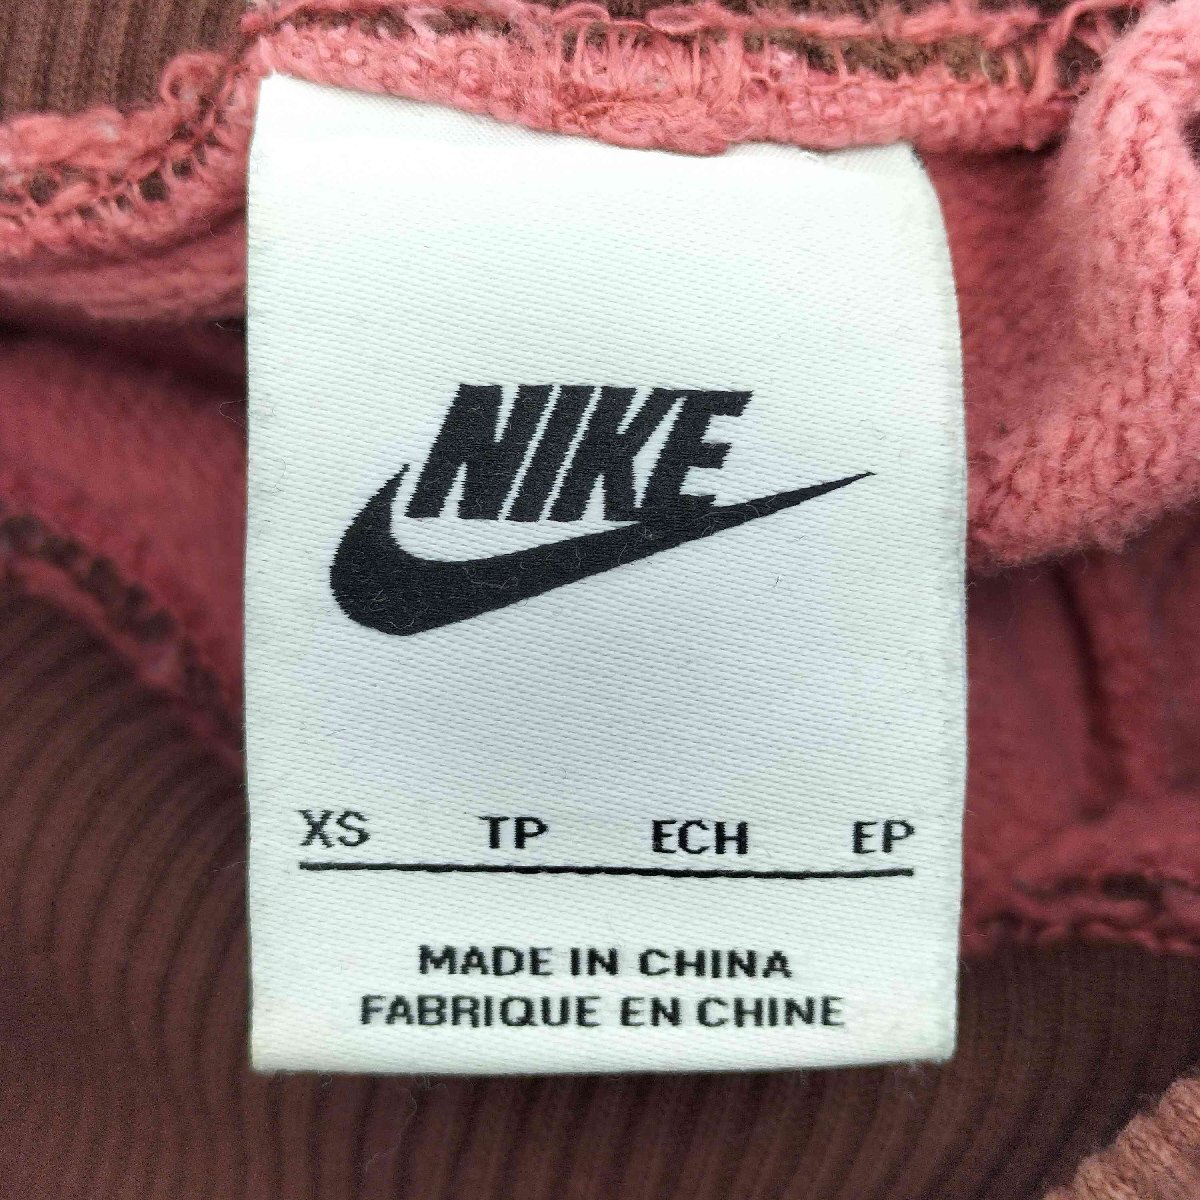 NIKE
XS TP ECH EP
MADE IN CHINA
FABRIQUE EN CHINE